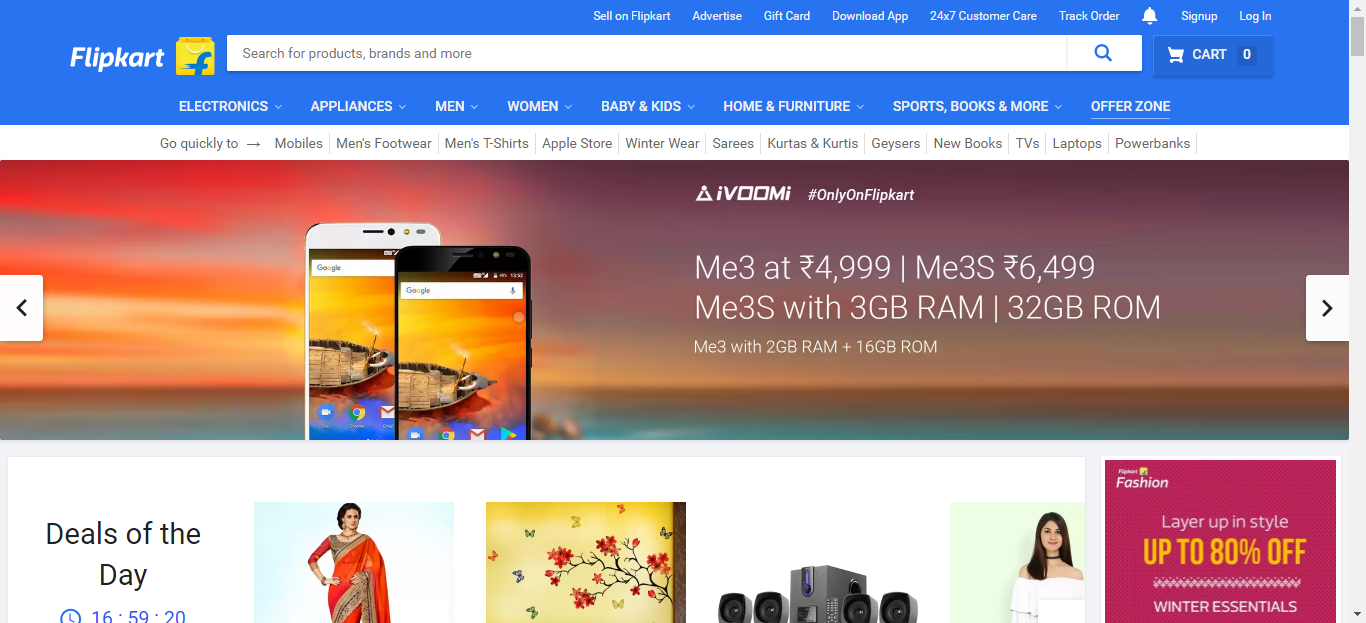 Sell on Flipkart Advertise Gift Card Download App 24x7 Customer Care Track Order Signup Log In
Flipkart Search for products, brands and more CART 0
ELECTRONICS APPLIANCES MEN WOMEN BABY & KIDS HOME & FURNITURE SPORTS, BOOKS & MORE OFFER ZONE
Go quickly to → Mobiles Men's Footwear Men's T-Shirts Apple Store Winter Wear Sarees Kurtas & Kurtis Geysers New Books TVs Laptops Powerbanks
iVOOMi #OnlyOnFlipkart
Me3 at ₹4,999 | Me3S ₹6,499
Me3S with 3GB RAM | 32GB ROM
Me3 with 2GB RAM + 16GB ROM
Google
13:52
Google
Deals of the
Day
16 : 59 : 20
Flipkart
Fashion
Layer up in style
UP TO 80% OFF
WINTER ESSENTIALS